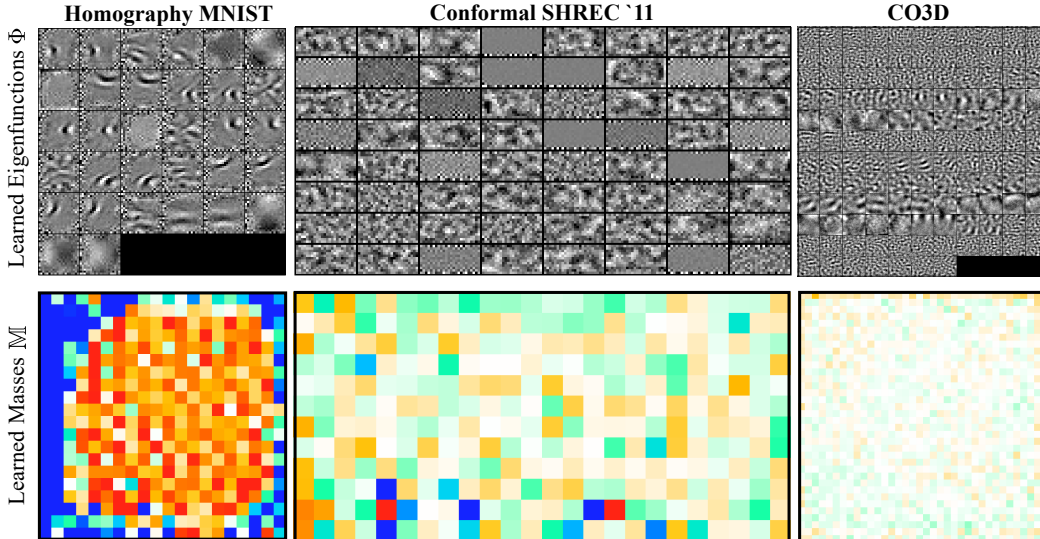 Homography MNIST
Conformal SHREC `11
CO3D
Learned Eigenfunctions Φ
Learned Masses 𝕄